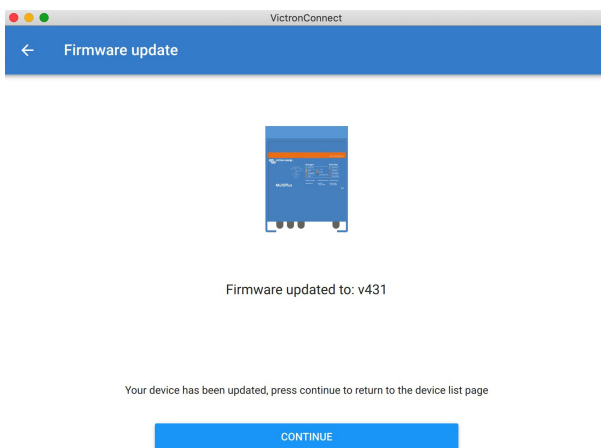 VictronConnect
Firmware update
MultiPlus
Firmware updated to: v431
Your device has been updated, press continue to return to the device list page
CONTINUE